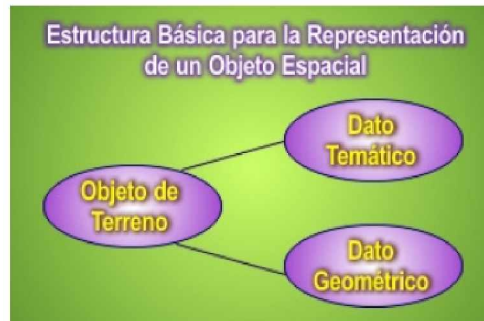 Estructura Básica para la Representación
de un Objeto Espacial
Dato
Temático
Objeto de
Terreno
Dato
Geométrico